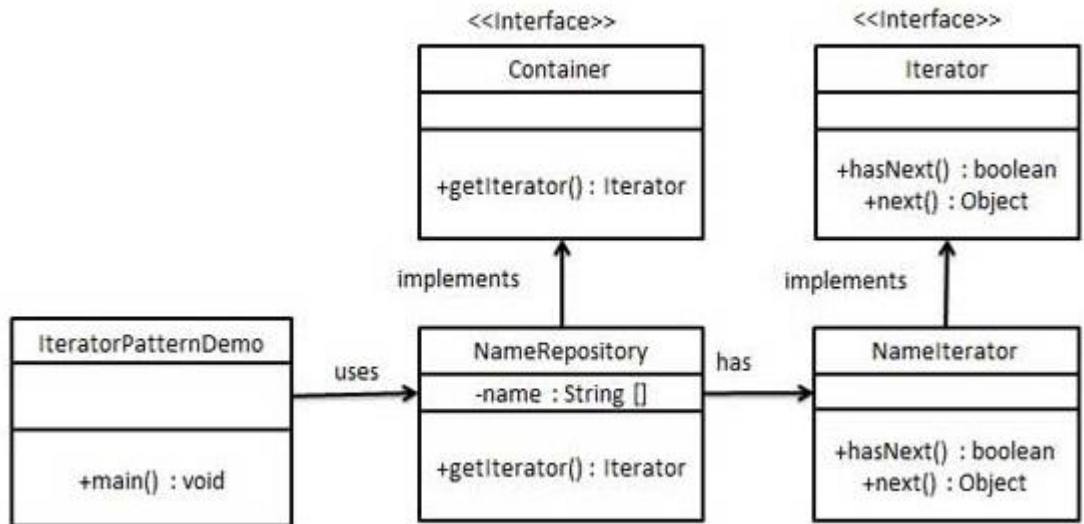 <<Interface>>
Container
+getIterator() : Iterator
<<Interface>>
Iterator
+hasNext() : boolean
+next() : Object
implements
implements
IteratorPatternDemo
+main() : void
uses
NameRepository
-name : String []
+getIterator() : Iterator
has
NameIterator
+hasNext() : boolean
+next() : Object